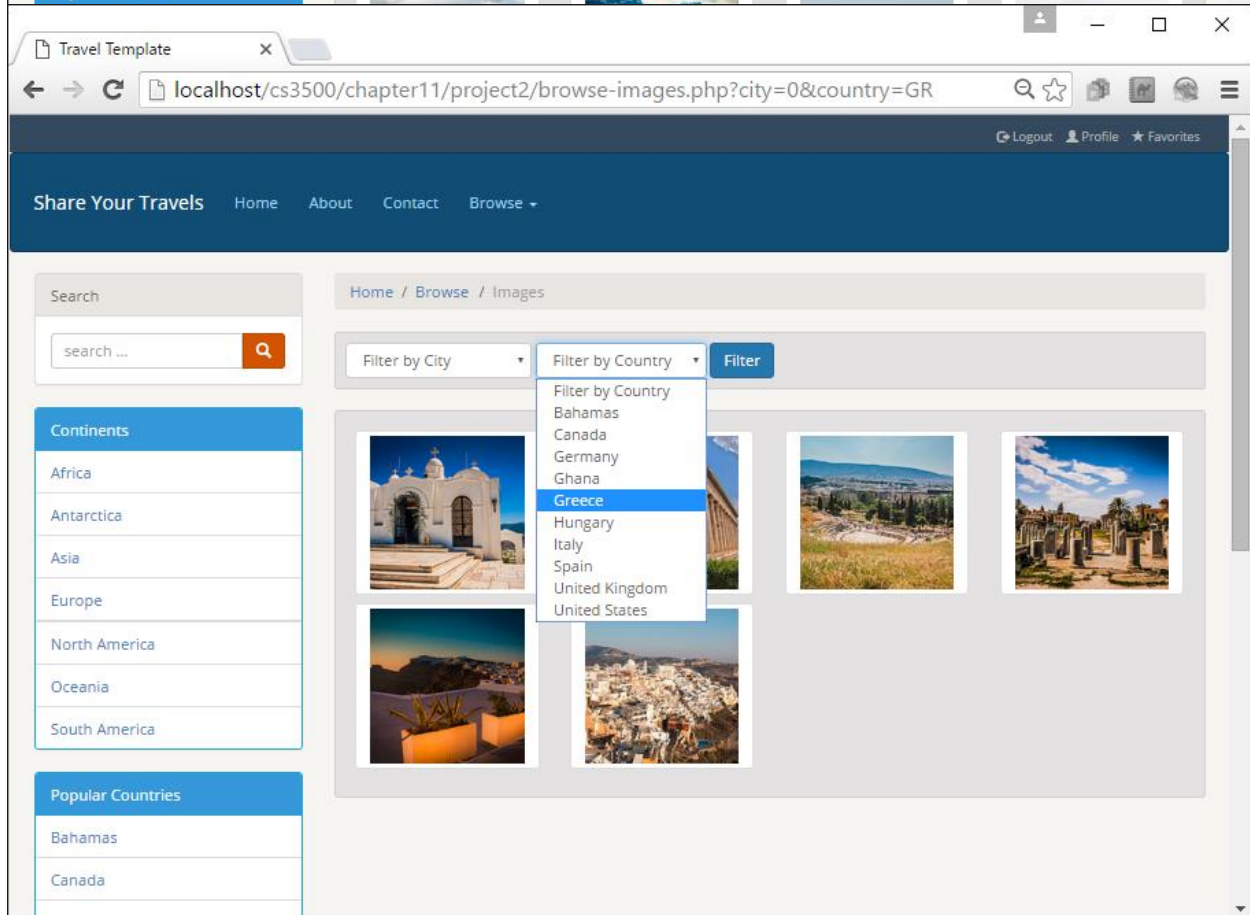 Travel Template
localhost/cs3500/chapter11/project2/browse-images.php?city=0&country=GR
Logout Profile Favorites
Share Your Travels Home About Contact Browse
Search
search ...
Continents
Africa
Antarctica
Asia
Europe
North America
Oceania
South America
Popular Countries
Bahamas
Canada
Home / Browse / Images
Filter by City Filter by Country Filter
Filter by Country
Bahamas
Canada
Germany
Ghana
Greece
Hungary
Italy
Spain
United Kingdom
United States